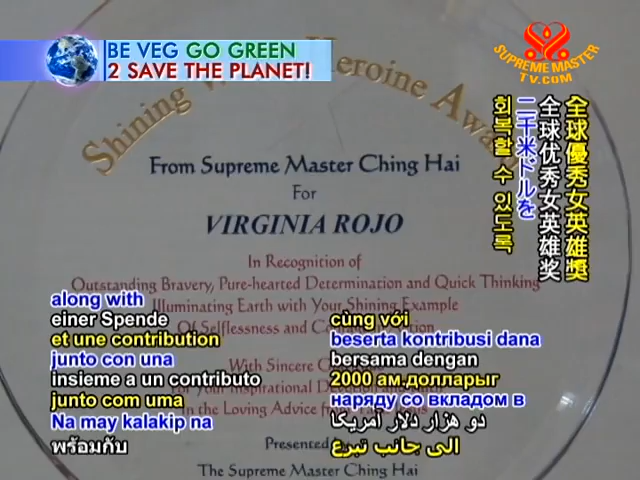 BE VEG GO GREEN
2 SAVE THE PLANET!
SUPREME MASTER
TV.COM
Shining Heroine Award
From Supreme Master Ching Hai
For
VIRGINIA ROJO
In Recognition of
Outstanding Bravery, Pure-hearted Determination and Quick Thinking
Illuminating Earth with Your Shining Example
Of Selflessness and
With Sincere
For Your Inspirational
In the Loving Advice from
Presented
The Supreme Master Ching Hai
全球優秀女英雄獎
全球优秀女英雄奖
二千米ドルを
회복할 수 있도록
along with
einer Spende
et une contribution
junto con una
insieme a un contributo
junto com uma
Na may kalakip na
พร้อมกับ
cùng với
beserta kontribusi dana
bersama dengan
2000 ам.долларыг
наряду со вкладом в
دو هزار دلار آمریکا
الى جانب تبرع